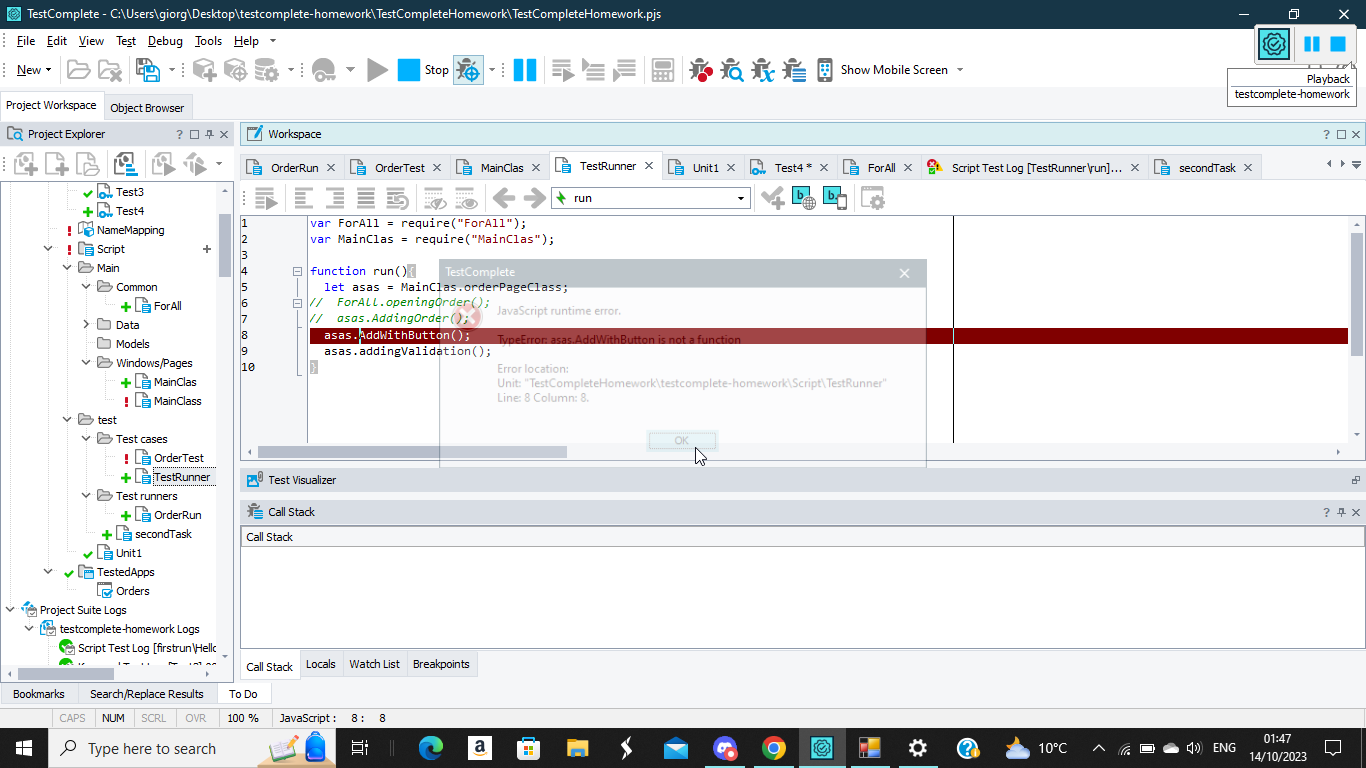 TestComplete - C:\Users\giorg\Desktop\testcomplete-homework\TestCompleteHomework\TestCompleteHomework.pjs
File Edit View Test Debug Tools Help
New Stop Show Mobile Screen
Playback
testcomplete-homework
Project Workspace Object Browser
Project Explorer
Workspace
OrderRun OrderTest MainClas TestRunner Unit1 Test4 * ForAll Script Test Log [TestRunner\run]... secondTask
run
Test3
Test4
NameMapping
Script
Main
Common
ForAll
Data
Models
Windows/Pages
MainClas
MainClass
test
Test cases
OrderTest
TestRunner
Test runners
OrderRun
secondTask
Unit1
TestedApps
Orders
Project Suite Logs
testcomplete-homework Logs
Script Test Log [firstrun\Hello
1 var ForAll = require("ForAll");
2 var MainClas = require("MainClas");
3
4 function run(){
5 let asas = MainClas.orderPageClass;
6 // ForAll.openingOrder();
7 // asas.AddingOrder();
8 asas.AddWithButton();
9 asas.addingValidation();
10 }
TestComplete
JavaScript runtime error.
TypeError: asas.AddWithButton is not a function
Error location:
Unit: "TestCompleteHomework\testcomplete-homework\Script\TestRunner"
Line: 8 Column: 8.
OK
Test Visualizer
Call Stack
Call Stack
Call Stack Locals Watch List Breakpoints
Bookmarks Search/Replace Results To Do
CAPS NUM SCRL OVR 100 % JavaScript : 8 : 8
Type here to search
10°C
ENG
01:47
14/10/2023